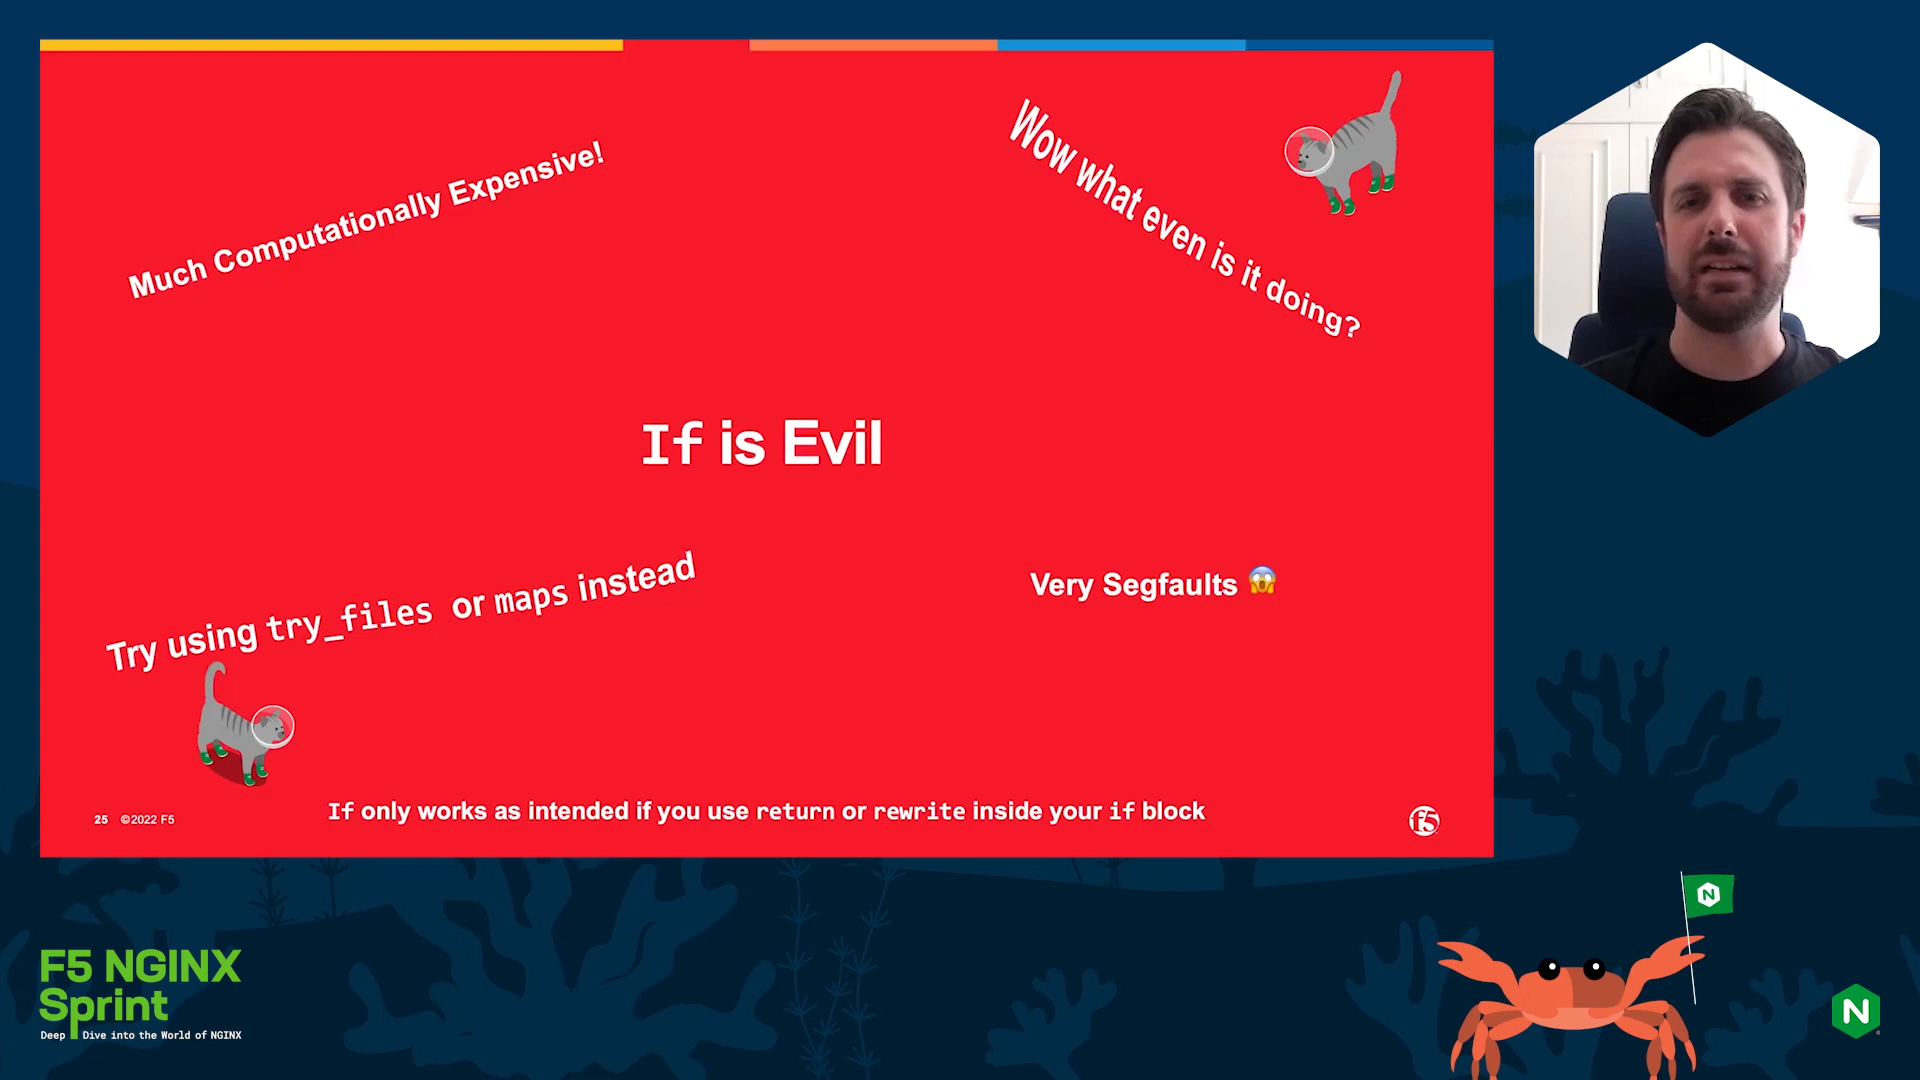 Much Computationally Expensive!
Wow what even is it doing?
If is Evil
Try using try_files or maps instead
Very Segfaults 😱
If only works as intended if you use return or rewrite inside your if block
25 ©2022 F5
f5
F5 NGINX
Sprint
Deep Dive into the World of NGINX
N
N